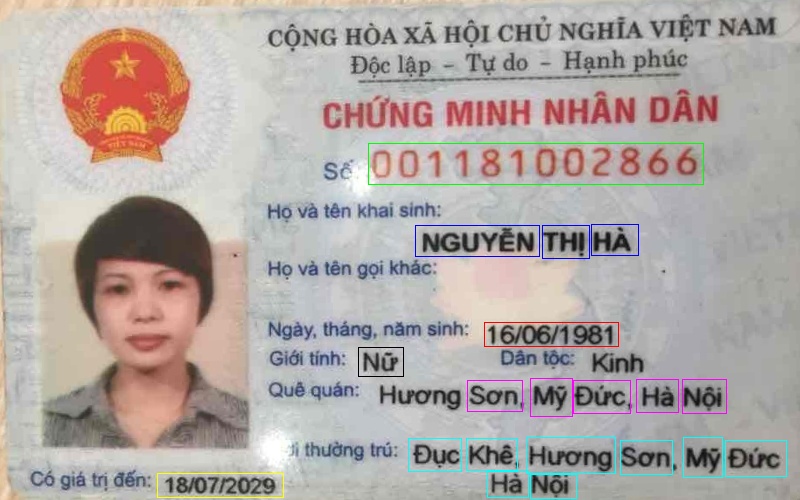 CỘNG HÒA XÃ HỘI CHỦ NGHĨA VIỆT NAM
Độc lập - Tự do - Hạnh phúc
CHỨNG MINH NHÂN DÂN
VIỆT NAM
Số 001181002866
Họ và tên khai sinh:
NGUYỄN THỊ HÀ
Họ và tên gọi khác:
Ngày, tháng, năm sinh: 16/06/1981
Giới tính: Nữ Dân tộc: Kinh
Quê quán: Hương Sơn, Mỹ Đức, Hà Nội
i thường trú: Đục Khê, Hương Sơn, Mỹ Đức
Hà Nội
Có giá trị đến: 18/07/2029